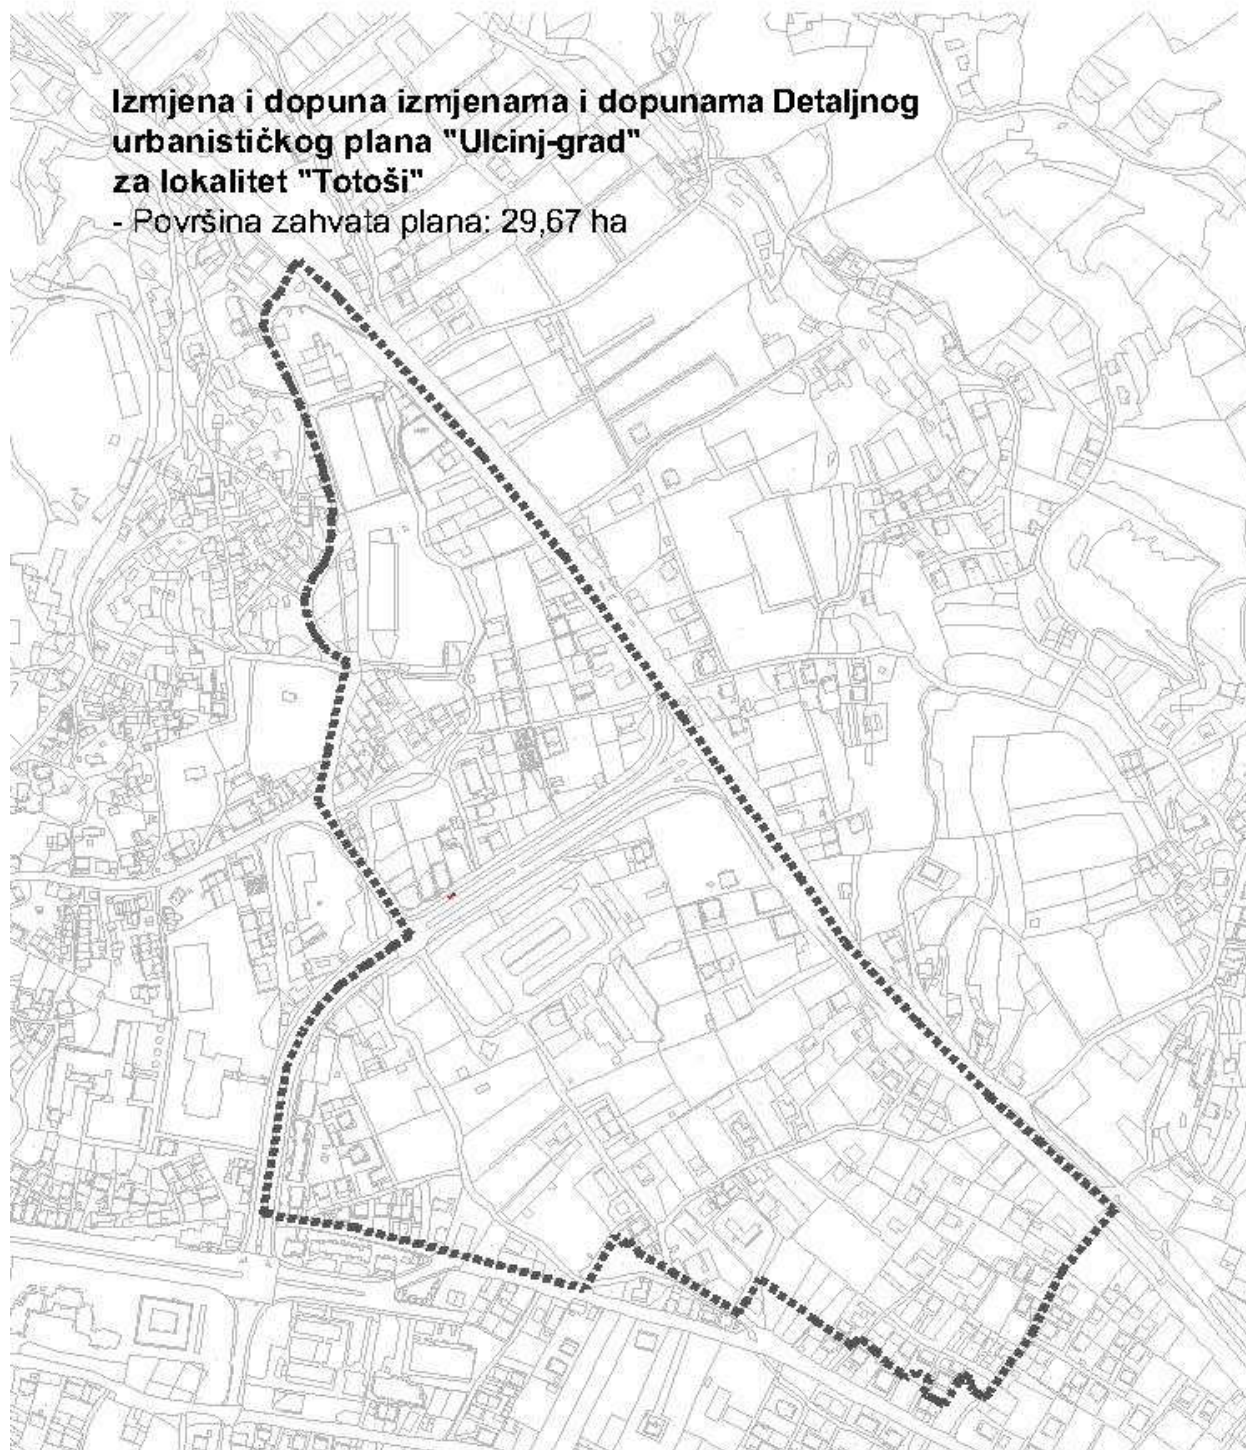 Izmjena i dopuna izmjenama i dopunama Detaljnog
urbanističkog plana "Ulcinj-grad"
za lokalitet "Totoši"
- Površina zahvata plana: 29,67 ha